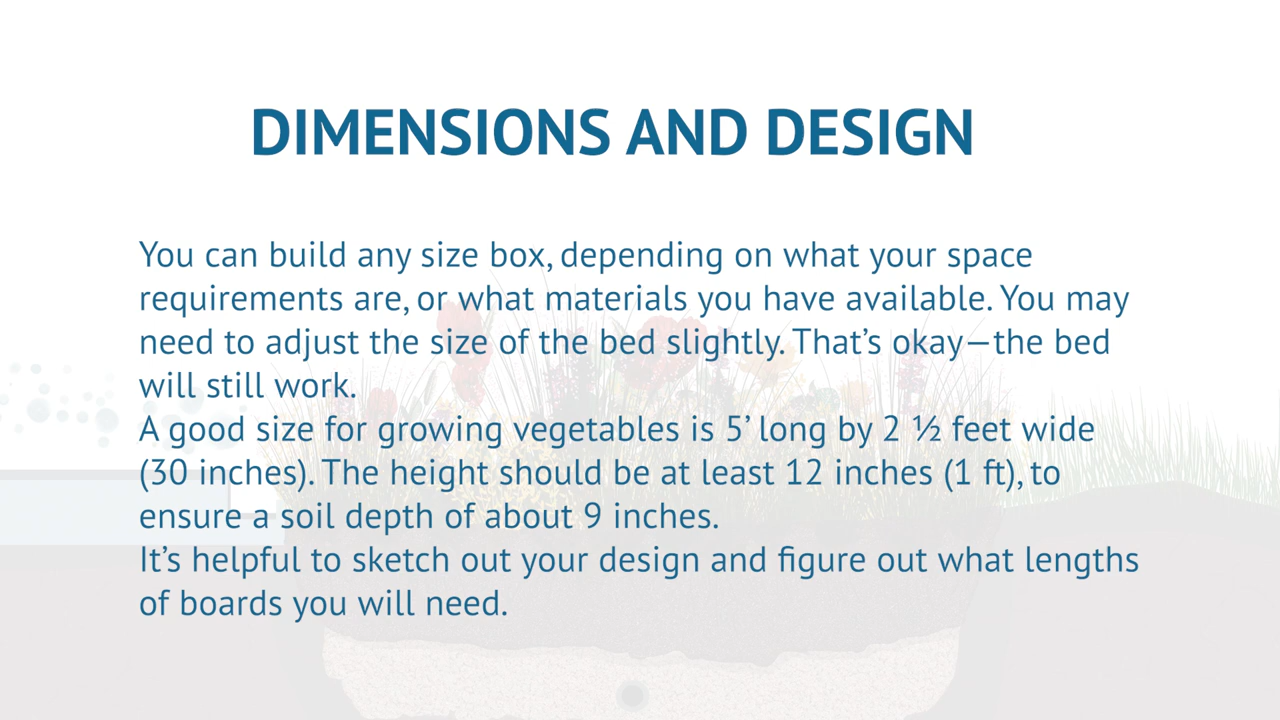 DIMENSIONS AND DESIGN
You can build any size box, depending on what your space
requirements are, or what materials you have available. You may
need to adjust the size of the bed slightly. That’s okay—the bed
will still work.
A good size for growing vegetables is 5’ long by 2 ½ feet wide
(30 inches). The height should be at least 12 inches (1 ft), to
ensure a soil depth of about 9 inches.
It’s helpful to sketch out your design and figure out what lengths
of boards you will need.